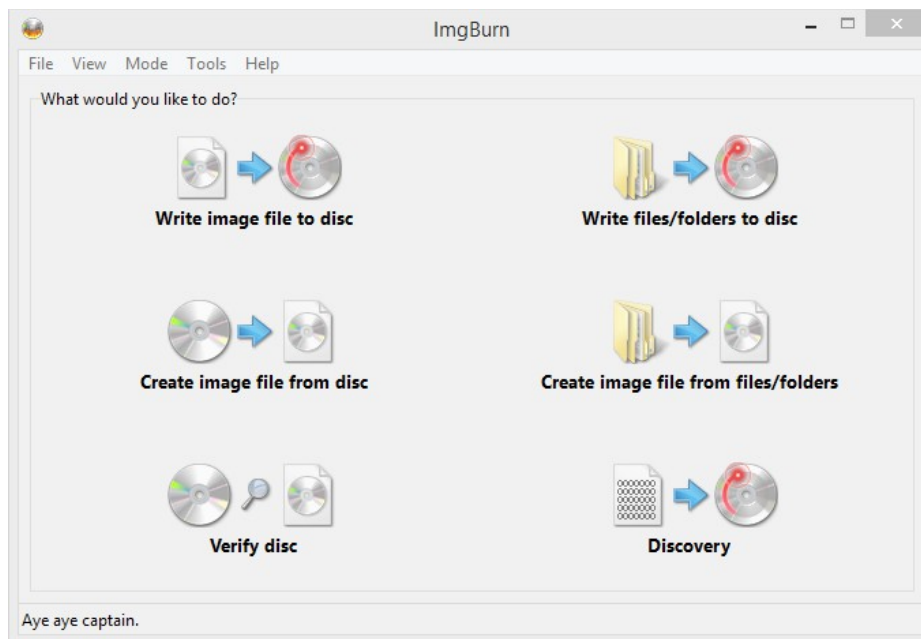 ImgBurn
File View Mode Tools Help
What would you like to do?
Write image file to disc
Write files/folders to disc
Create image file from disc
Create image file from files/folders
Verify disc
Discovery
Aye aye captain.